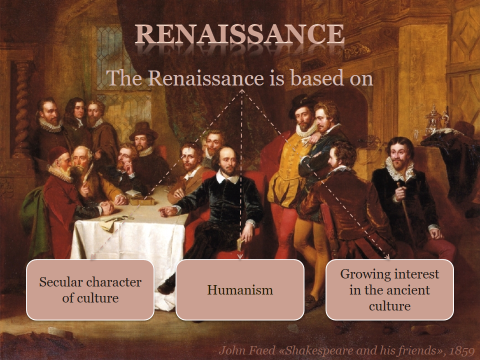 RENAISSANCE
The Renaissance is based on
Secular character
of culture
Humanism
Growing interest
in the ancient
culture
John Faed «Shakespeare and his friends», 1859